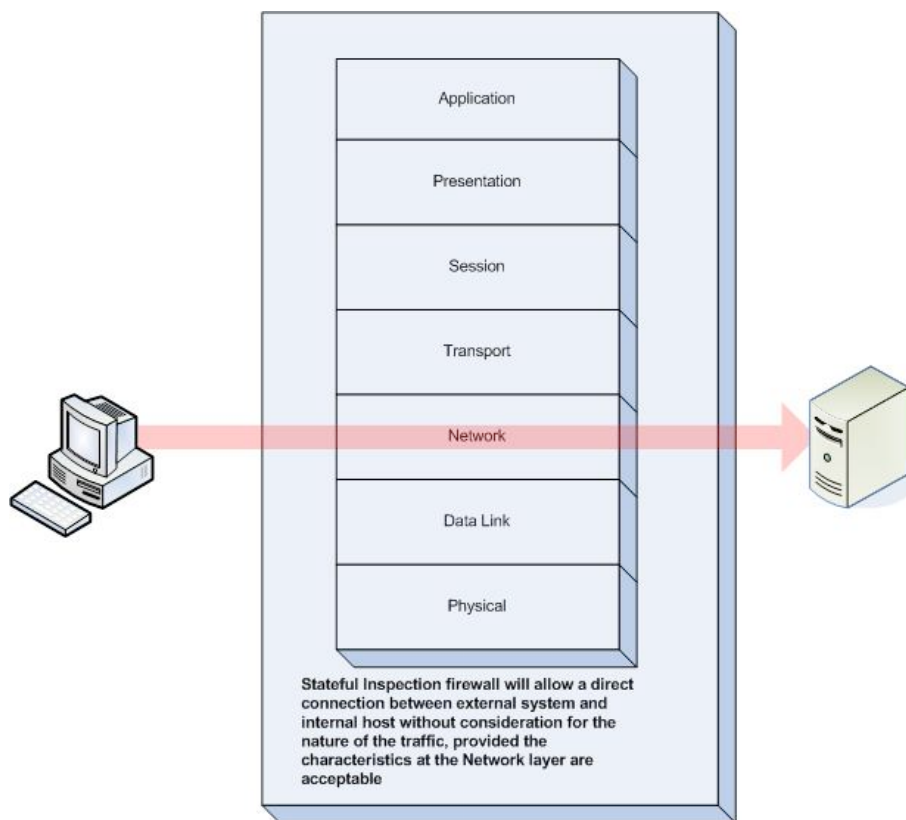 Application
Presentation
Session
Transport
Network
Data Link
Physical
Stateful Inspection firewall will allow a direct
connection between external system and
internal host without consideration for the
nature of the traffic, provided the
characteristics at the Network layer are
acceptable